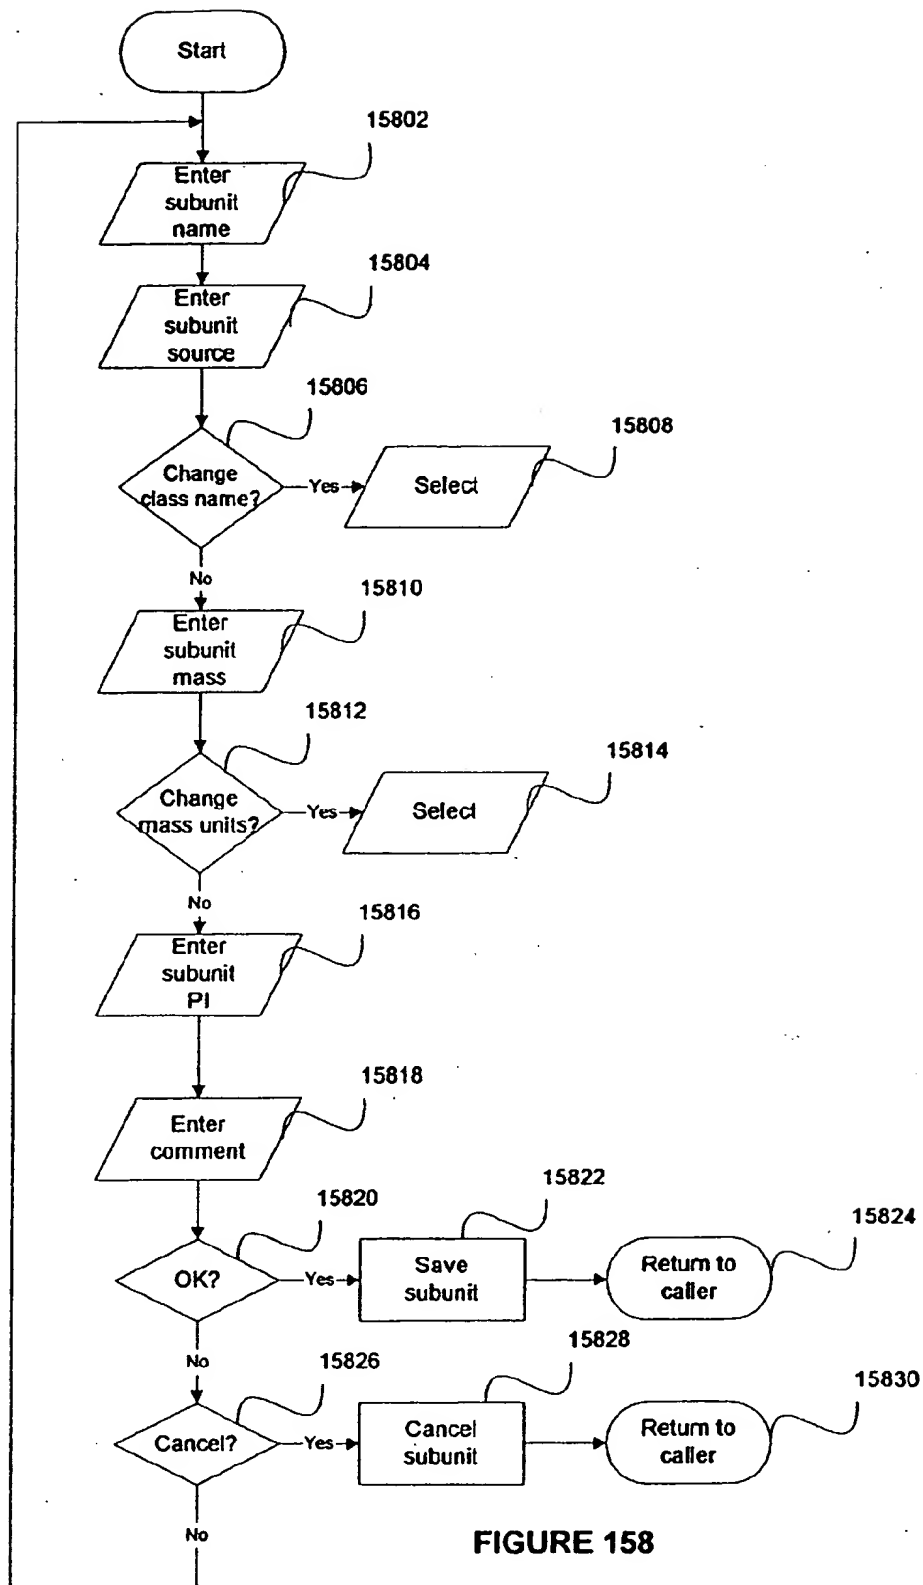 Start
15802
Enter
subunit
name
15804
Enter
subunit
source
15806
Change
class name?
Yes
15808
Select
No
15810
Enter
subunit
mass
15812
Change
mass units?
Yes
15814
Select
No
15816
Enter
subunit
PI
15818
Enter
comment
15820
OK?
Yes
15822
Save
subunit
15824
Return to
caller
No
15826
Cancel?
Yes
15828
Cancel
subunit
15830
Return to
caller
No
FIGURE 158